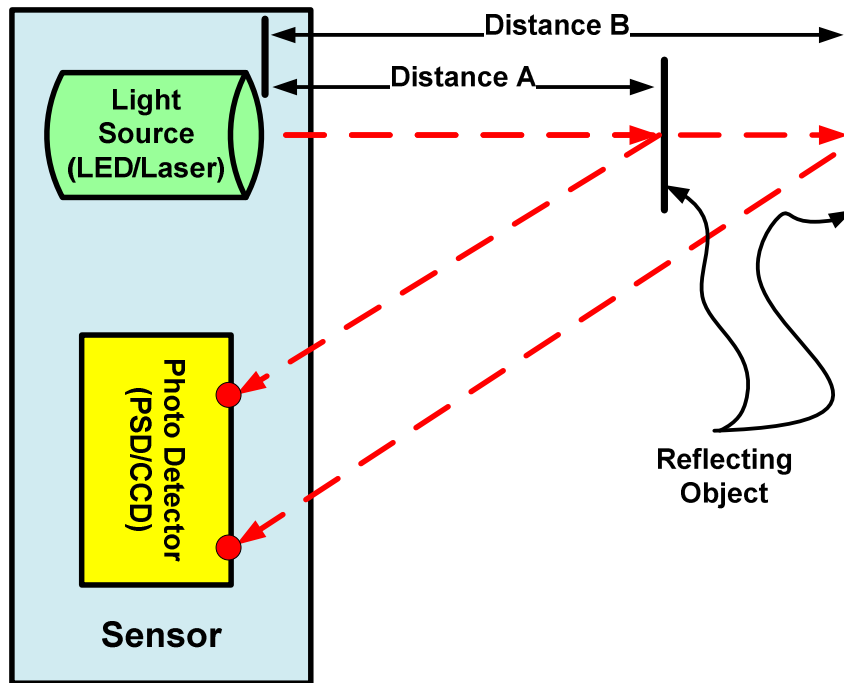 Distance B
Distance A
Light
Source
(LED/Laser)
Photo Detector
(PSD/CCD)
Reflecting
Object
Sensor